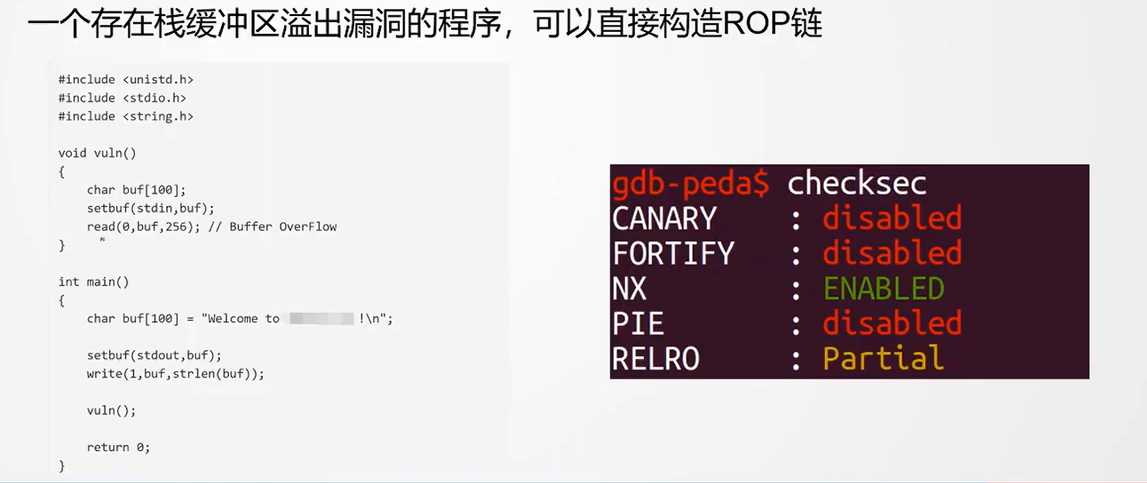 一个存在栈缓冲区溢出漏洞的程序，可以直接构造ROP链
#include <unistd.h>
#include <stdio.h>
#include <string.h>
void vuln()
{
char buf[100];
setbuf(stdin,buf);
read(0,buf,256); // Buffer OverFlow
}
int main()
{
char buf[100] = "Welcome to !\n";
setbuf(stdout,buf);
write(1,buf,strlen(buf));
vuln();
return 0;
}
gdb-peda$ checksec
CANARY : disabled
FORTIFY : disabled
NX : ENABLED
PIE : disabled
RELRO : Partial